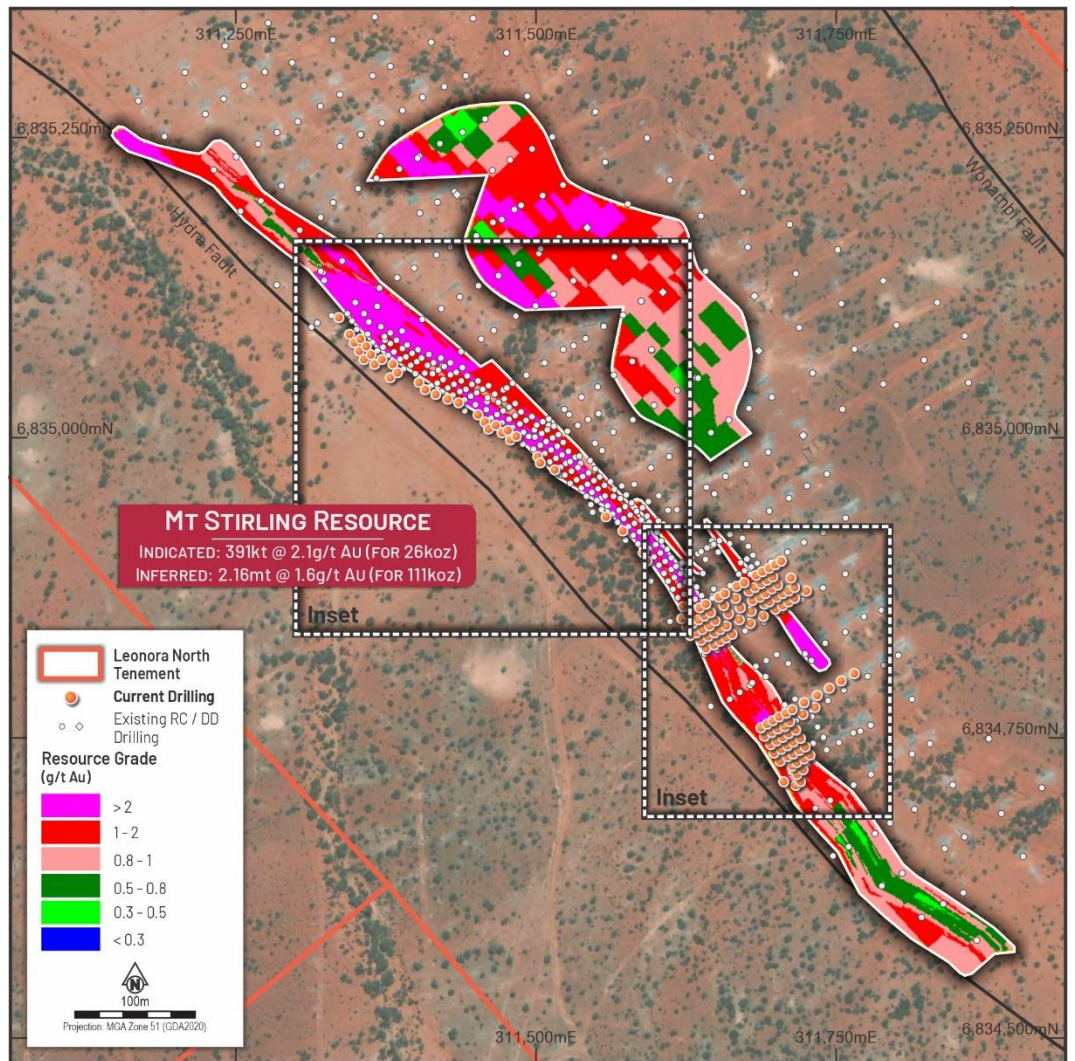 311,250mE
311,500mE
311,750mE
6,835,250mN
6,835,250mN
Wonambi Fault
Hydra Fault
6,835,000mN
6,835,000mN
MT STIRLING RESOURCE
INDICATED: 391kt @ 2.1g/t Au (FOR 26koz)
INFERRED: 2.16mt @ 1.6g/t Au (FOR 111koz)
Inset
Leonora North
Tenement
Current Drilling
Existing RC / DD
Drilling
Resource Grade
(g/t Au)
> 2
1 - 2
0.8 - 1
0.5 - 0.8
0.3 - 0.5
< 0.3
N
100m
Projection: MGA Zone 51 (GDA2020)
6,834,750mN
Inset
311,500mE
311,750mE
6,834,500mN